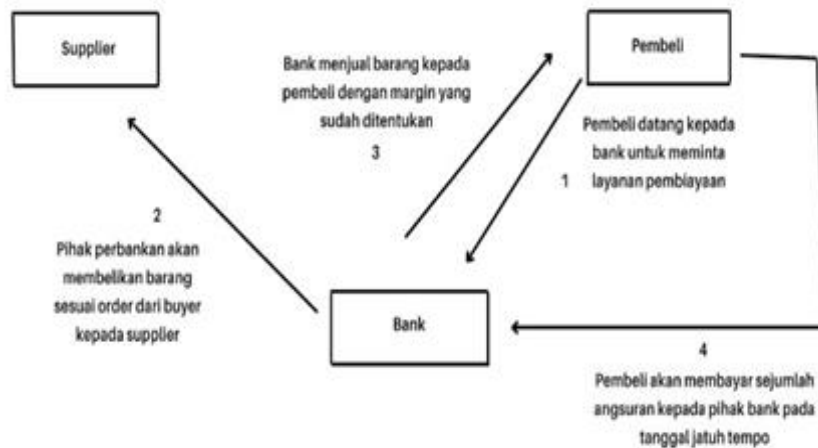 Supplier
Pembeli
Bank menjual barang kepada
pembeli dengan margin yang
sudah ditentukan
3
Pembeli datang kepada
bank untuk meminta
layanan pembiayaan
1
2
Pihak perbankan akan
membelikan barang
sesuai order dari buyer
kepada supplier
Bank
4
Pembeli akan membayar sejumlah
angsuran kepada pihak bank pada
tanggal jatuh tempo